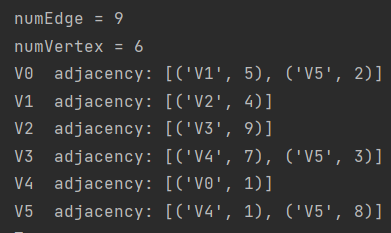 numEdge = 9
numVertex = 6
V0  adjacency: [('V1', 5), ('V5', 2)]
V1  adjacency: [('V2', 4)]
V2  adjacency: [('V3', 9)]
V3  adjacency: [('V4', 7), ('V5', 3)]
V4  adjacency: [('V0', 1)]
V5  adjacency: [('V4', 1), ('V5', 8)]